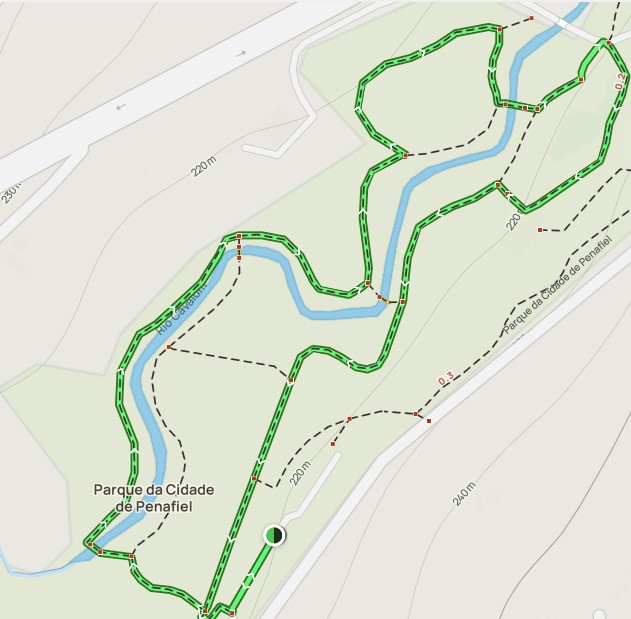 0.2
220 m
230 m
220
Parque da Cidade de Penafiel
Rio Cavalum
0.3
220 m
Parque da Cidade
de Penafiel
240 m